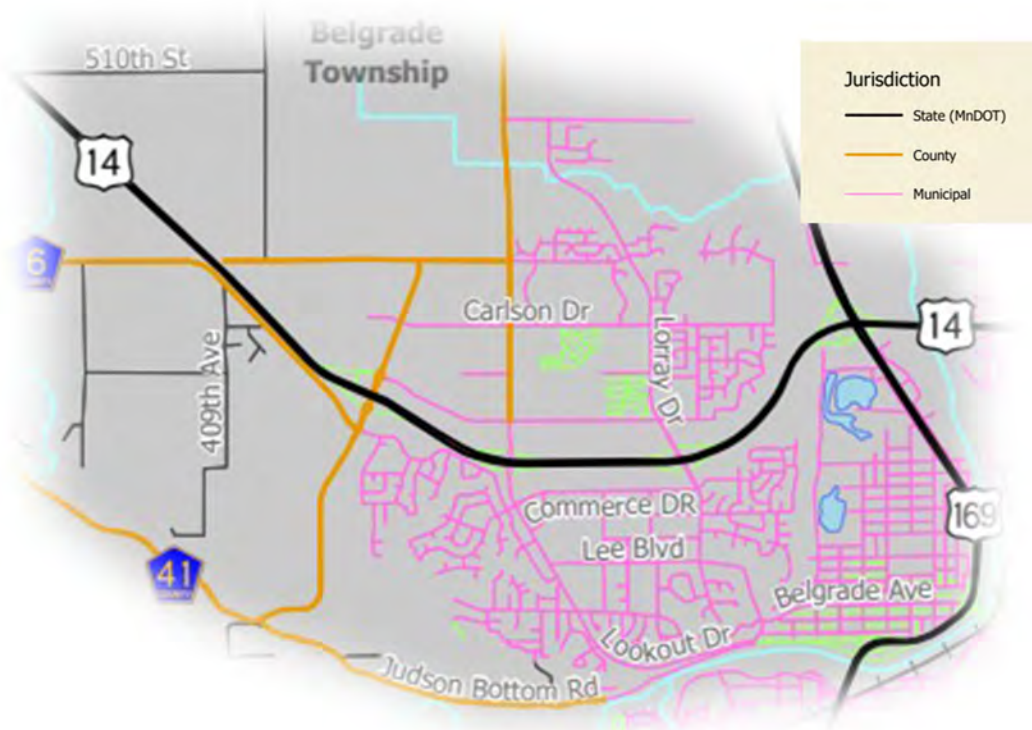 Belgrade
Township
510th St
Jurisdiction
State (MnDOT)
County
Municipal
14
6
Carlson Dr
14
Lorray Dr
409th Ave
Commerce DR
169
Lee Blvd
41
Belgrade Ave
Lookout Dr
Judson Bottom Rd